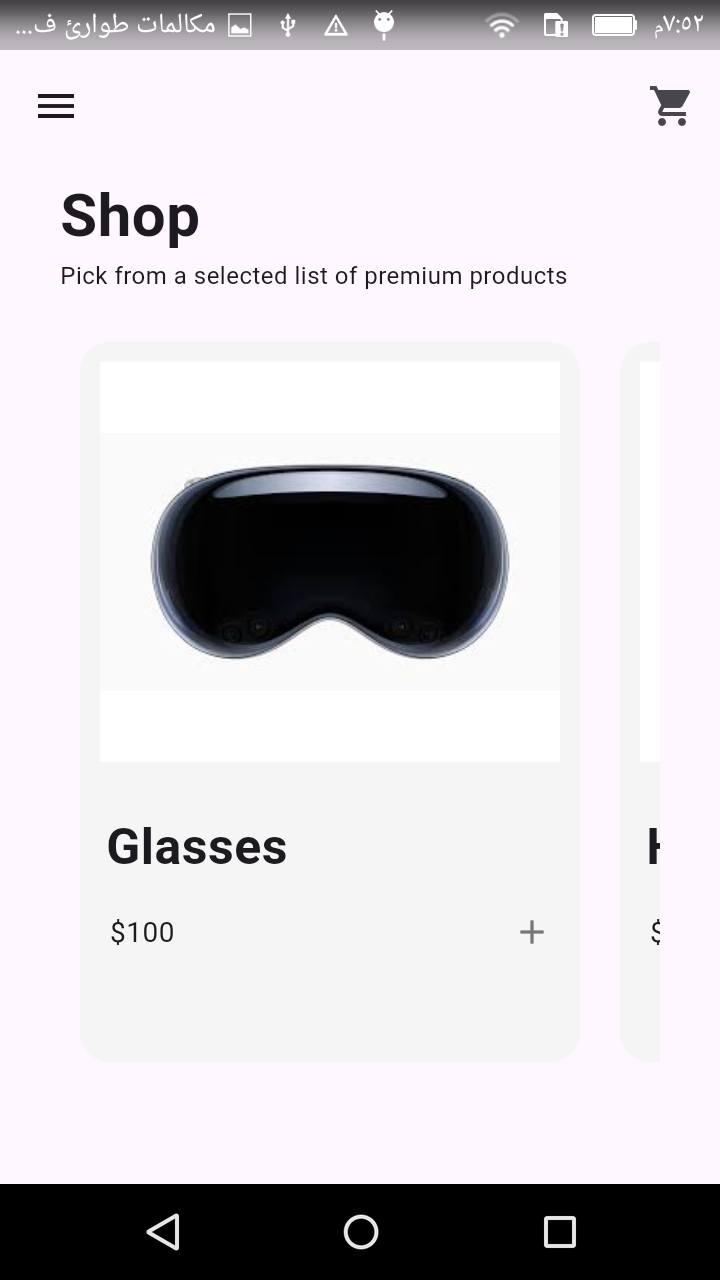 مكالمات طوارئ ف... ٧:٥٢م
Shop
Pick from a selected list of premium products
Glasses
$100
$